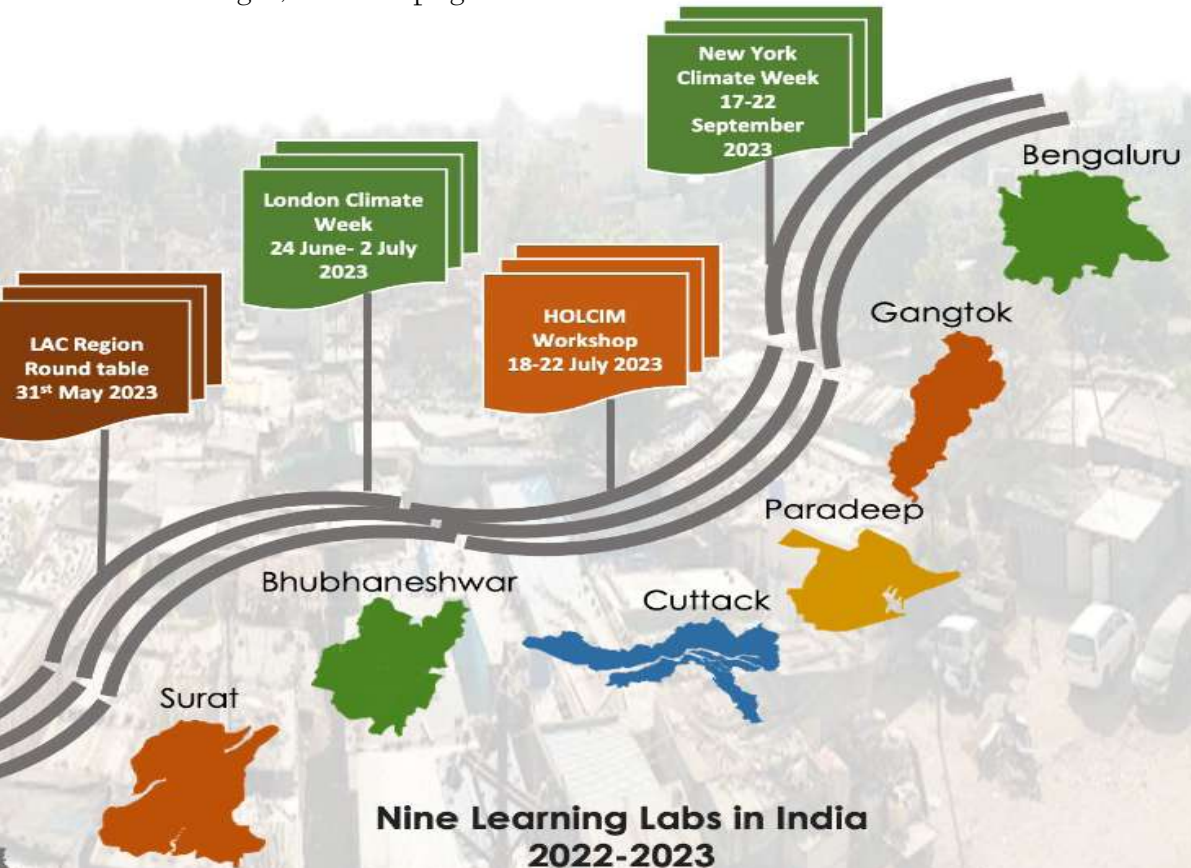 New York
Climate Week
17-22
September
2023
Bengaluru
London Climate
Week
24 June- 2 July
2023
HOLCIM
Workshop
18-22 July 2023
Gangtok
LAC Region
Round table
31st May 2023
Paradeep
Bhubhaneshwar
Cuttack
Surat
Nine Learning Labs in India
2022-2023